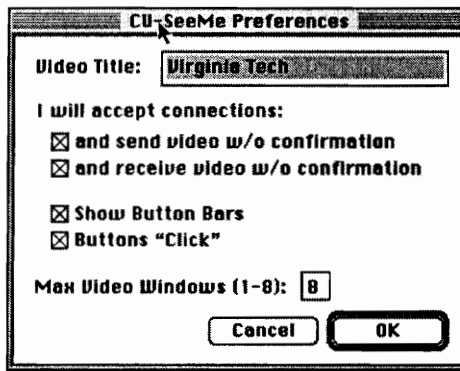 CU-SeeMe Preferences
Video Title: Virginia Tech
I will accept connections:
and send video w/o confirmation
and receive video w/o confirmation
Show Button Bars
Buttons “Click”
Max Video Windows (1-8): 8
Cancel OK